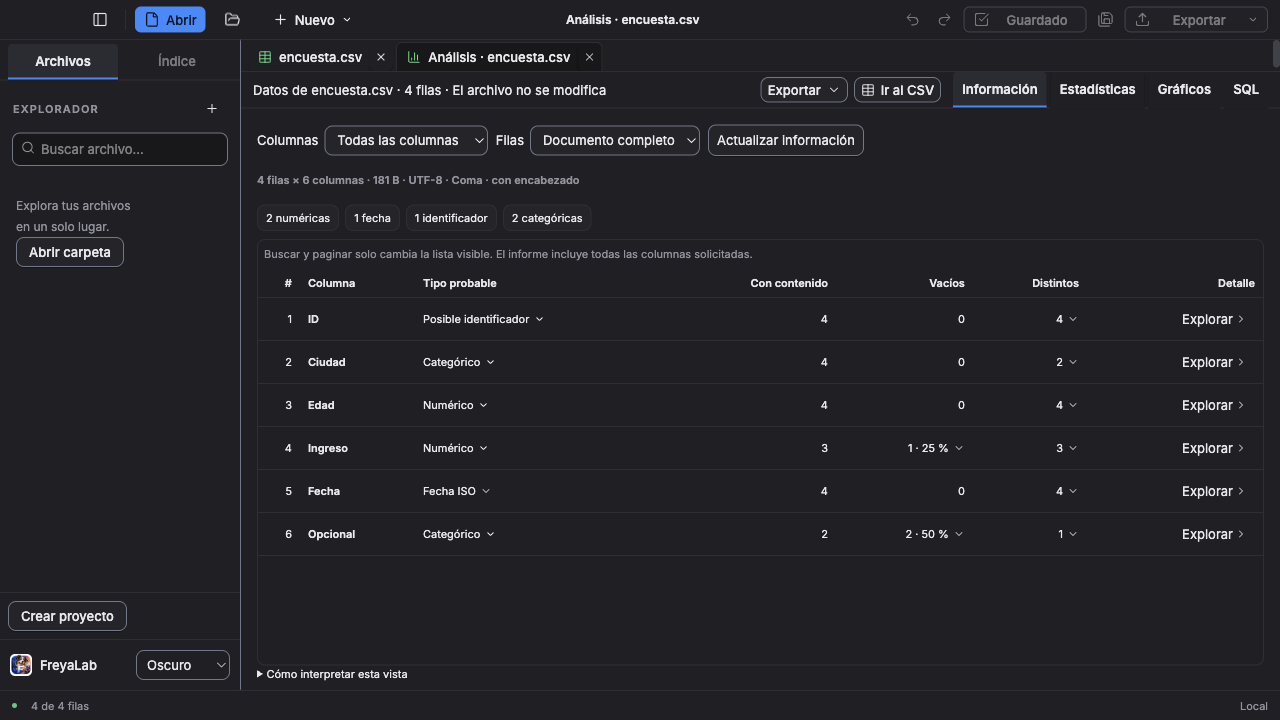 Abrir
Nuevo
Análisis · encuesta.csv
Guardado
Exportar
Archivos
Índice
encuesta.csv
Análisis · encuesta.csv
Datos de encuesta.csv · 4 filas · El archivo no se modifica
Exportar
Ir al CSV
Información
Estadísticas
Gráficos
SQL
EXPLORADOR
Buscar archivo...
Explora tus archivos
en un solo lugar.
Abrir carpeta
Columnas Todas las columnas Filas Documento completo Actualizar información
4 filas × 6 columnas · 181 B · UTF-8 · Coma · con encabezado
2 numéricas 1 fecha 1 identificador 2 categóricas
Buscar y paginar solo cambia la lista visible. El informe incluye todas las columnas solicitadas.
# Columna Tipo probable Con contenido Vacíos Distintos Detalle
1 ID Posible identificador 4 0 4 Explorar
2 Ciudad Categórico 4 0 2 Explorar
3 Edad Numérico 4 0 4 Explorar
4 Ingreso Numérico 3 1 · 25 % 3 Explorar
5 Fecha Fecha ISO 4 0 4 Explorar
6 Opcional Categórico 2 2 · 50 % 1 Explorar
Cómo interpretar esta vista
Crear proyecto
FreyaLab
Oscuro
4 de 4 filas
Local